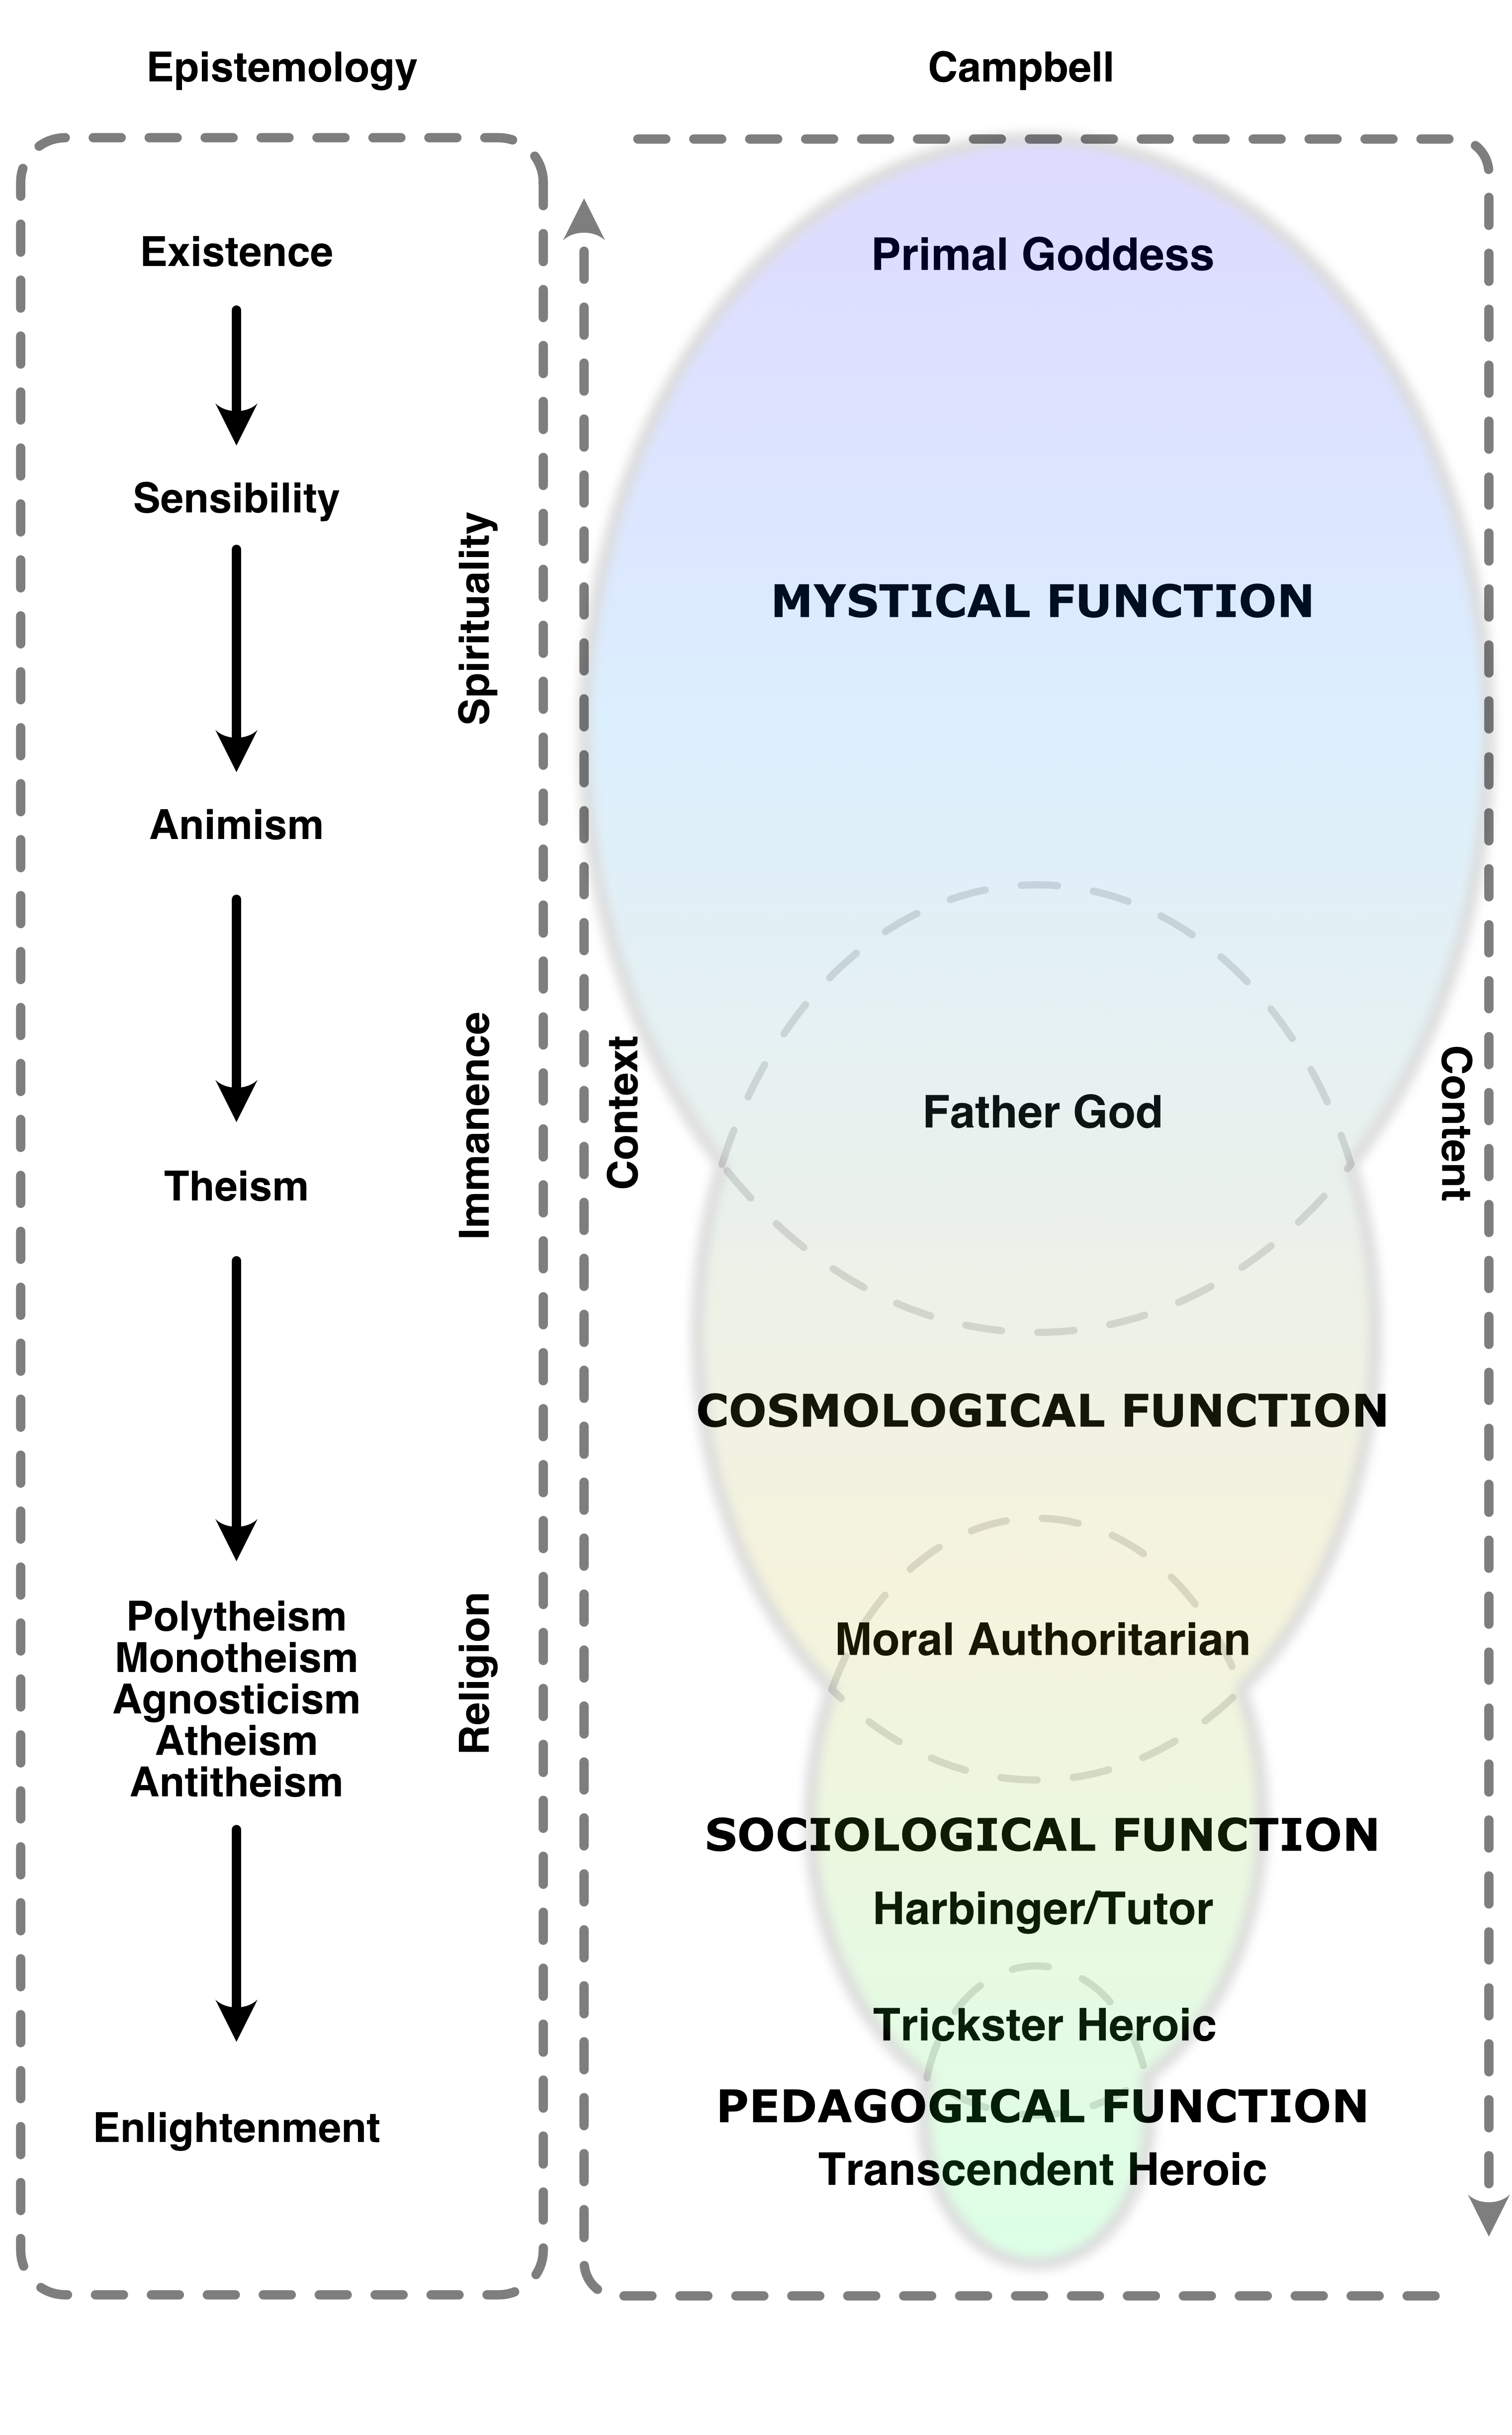 Epistemology
Campbell
Existence
Sensibility
Animism
Theism
Polytheism
Monotheism
Agnosticism
Atheism
Antitheism
Enlightenment
Spirituality
Immanence
Religion
Context
Primal Goddess
MYSTICAL FUNCTION
Father God
COSMOLOGICAL FUNCTION
Moral Authoritarian
SOCIOLOGICAL FUNCTION
Harbinger/Tutor
Trickster Heroic
PEDAGOGICAL FUNCTION
Transcendent Heroic
Content